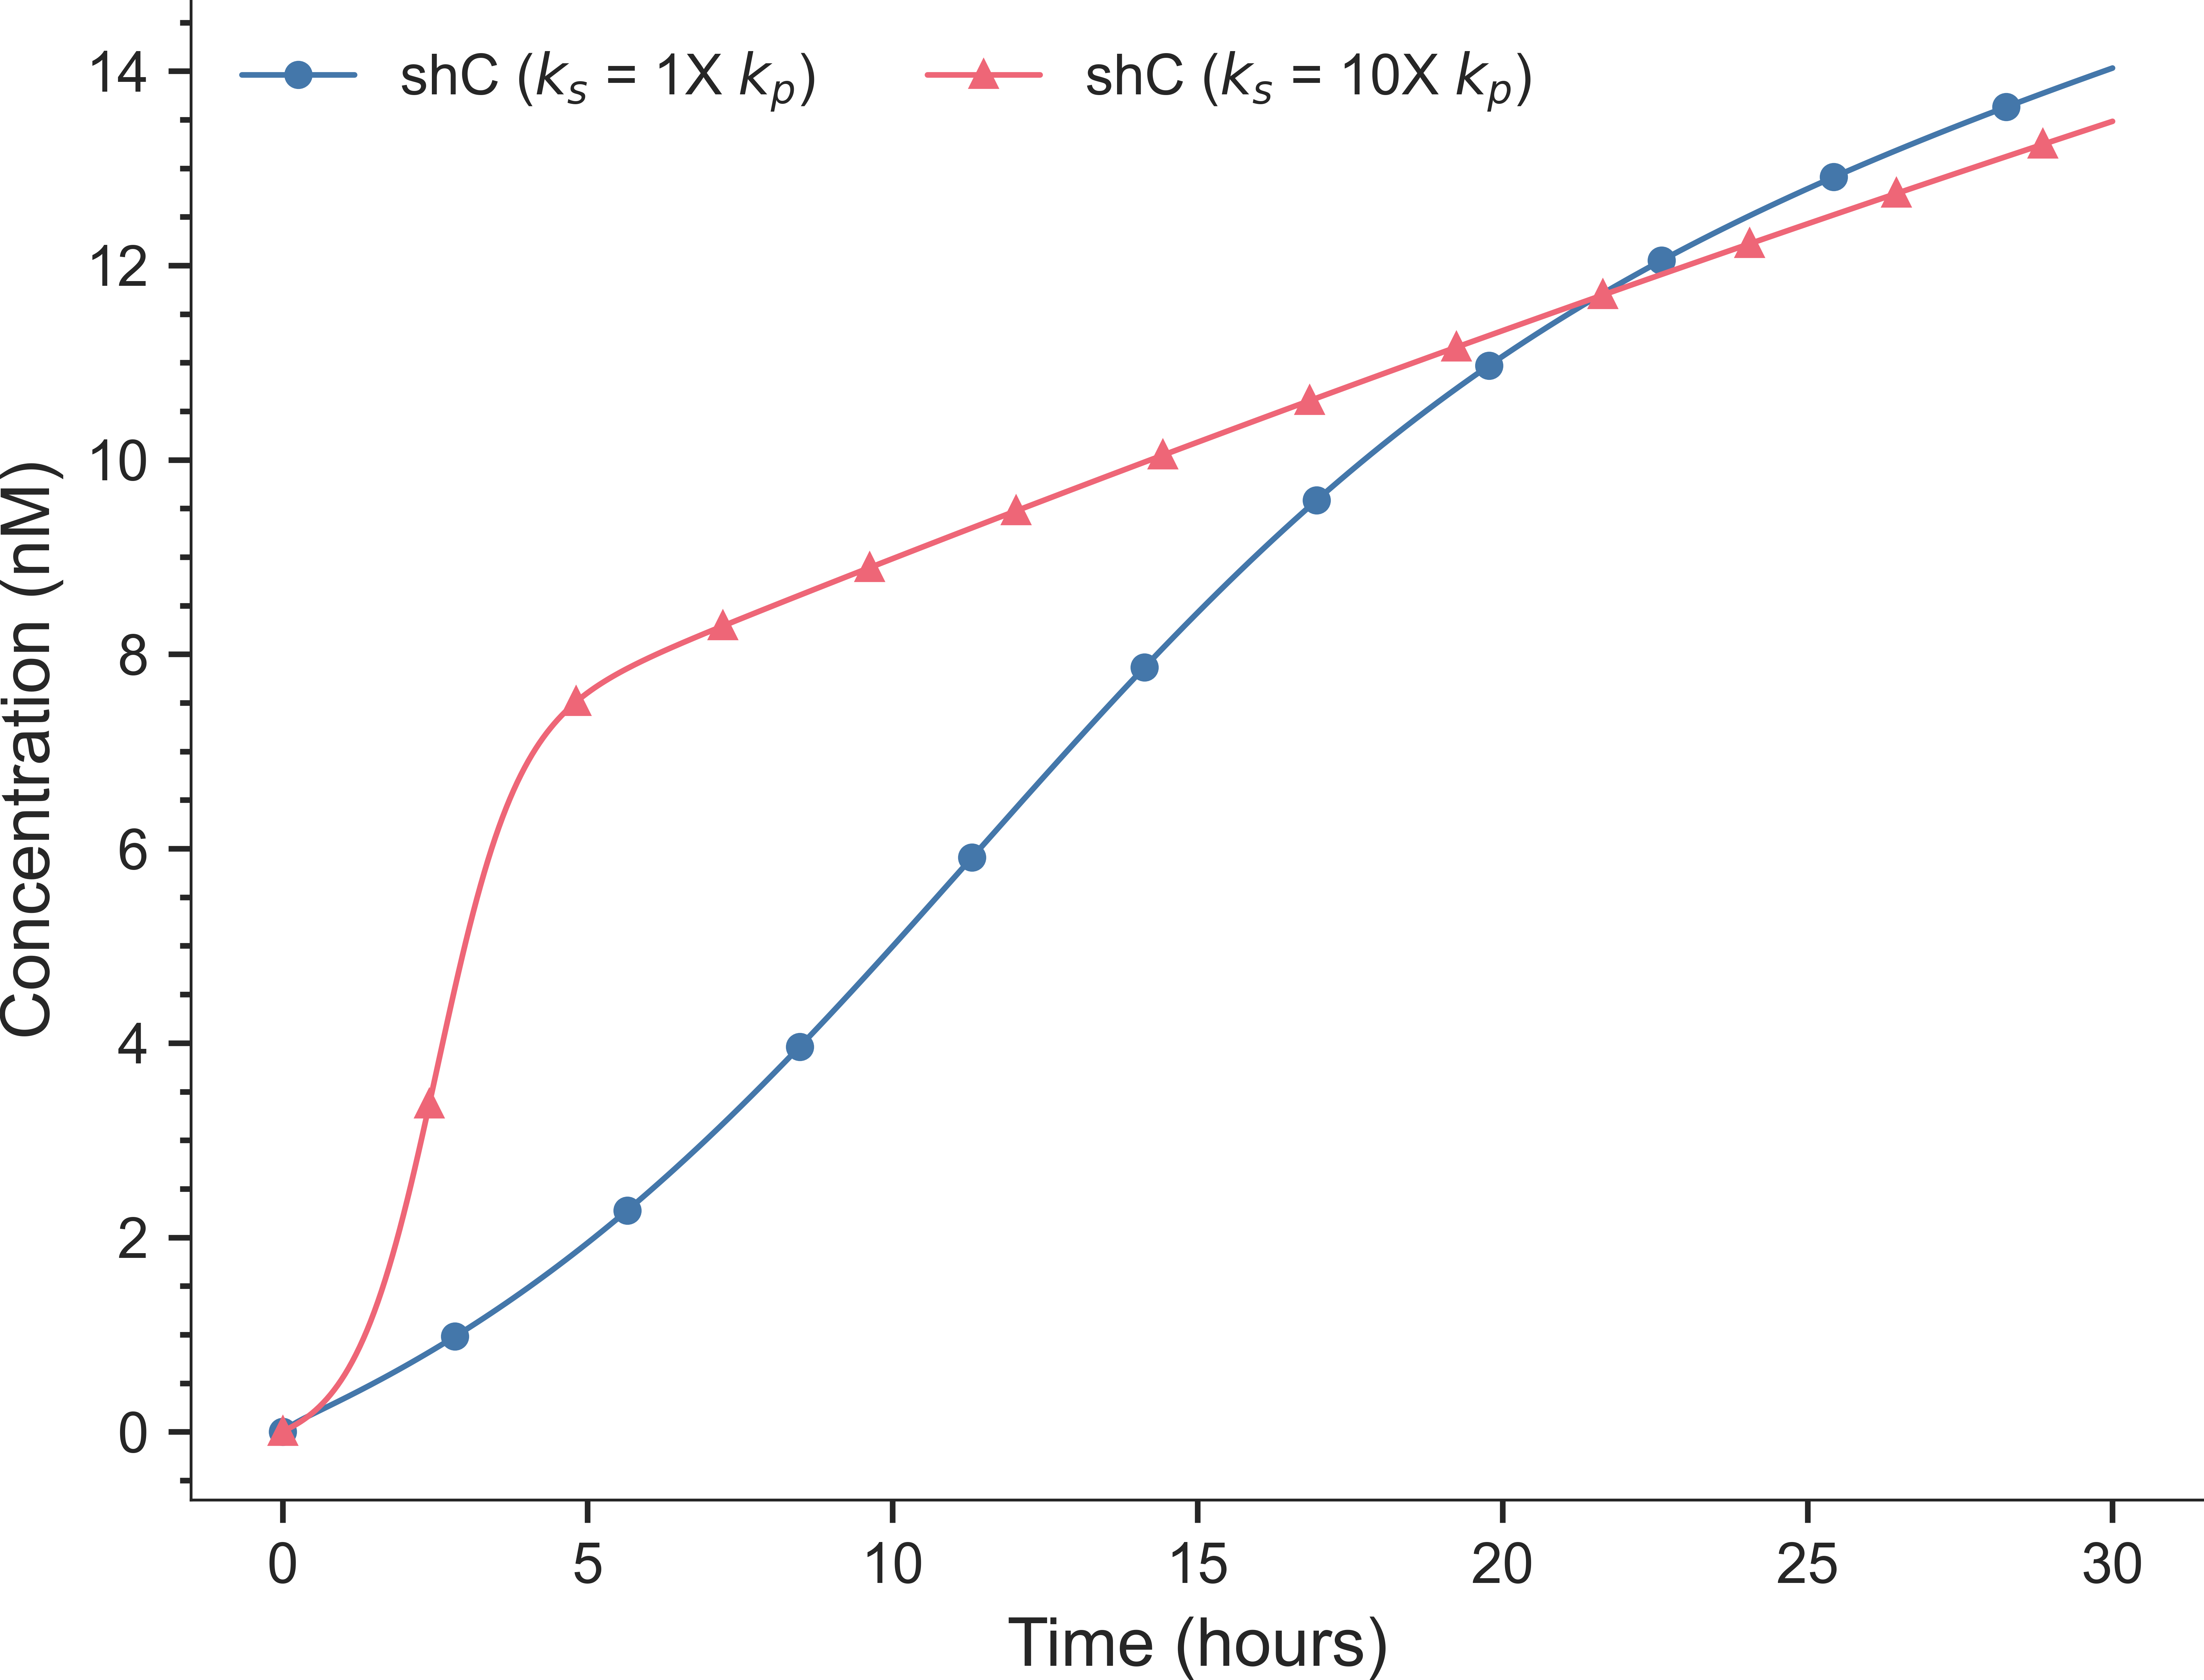 shC (kₛ = 1X kₚ) shC (kₛ = 10X kₚ)
Concentration (nM)
14
12
10
8
6
4
2
0
0 5 10 15 20 25 30
Time (hours)